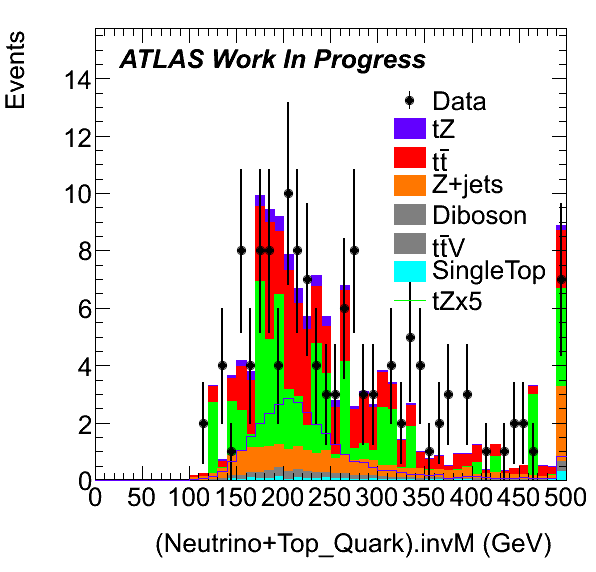 Events
ATLAS Work In Progress
Data
tZ
tt̄
Z+jets
Diboson
tt̄V
SingleTop
tZx5
14
12
10
8
6
4
2
0
0 50 100 150 200 250 300 350 400 450 500
(Neutrino+Top_Quark).invM (GeV)